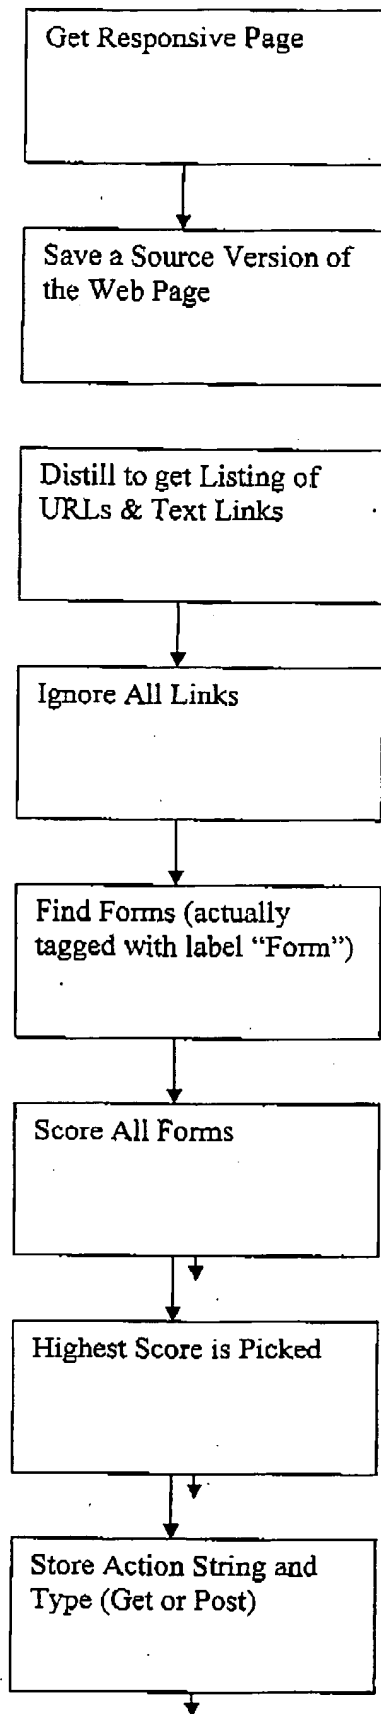 Get Responsive Page
Save a Source Version of
the Web Page
Distill to get Listing of
URLs & Text Links
Ignore All Links
Find Forms (actually
tagged with label “Form”)
Score All Forms
Highest Score is Picked
Store Action String and
Type (Get or Post)